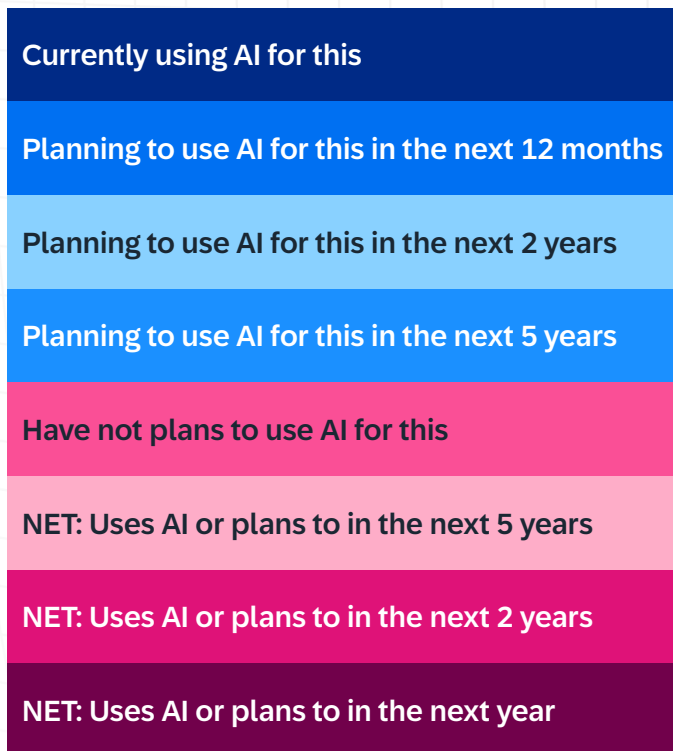 Currently using AI for this
Planning to use AI for this in the next 12 months
Planning to use AI for this in the next 2 years
Planning to use AI for this in the next 5 years
Have not plans to use AI for this
NET: Uses AI or plans to in the next 5 years
NET: Uses AI or plans to in the next 2 years
NET: Uses AI or plans to in the next year